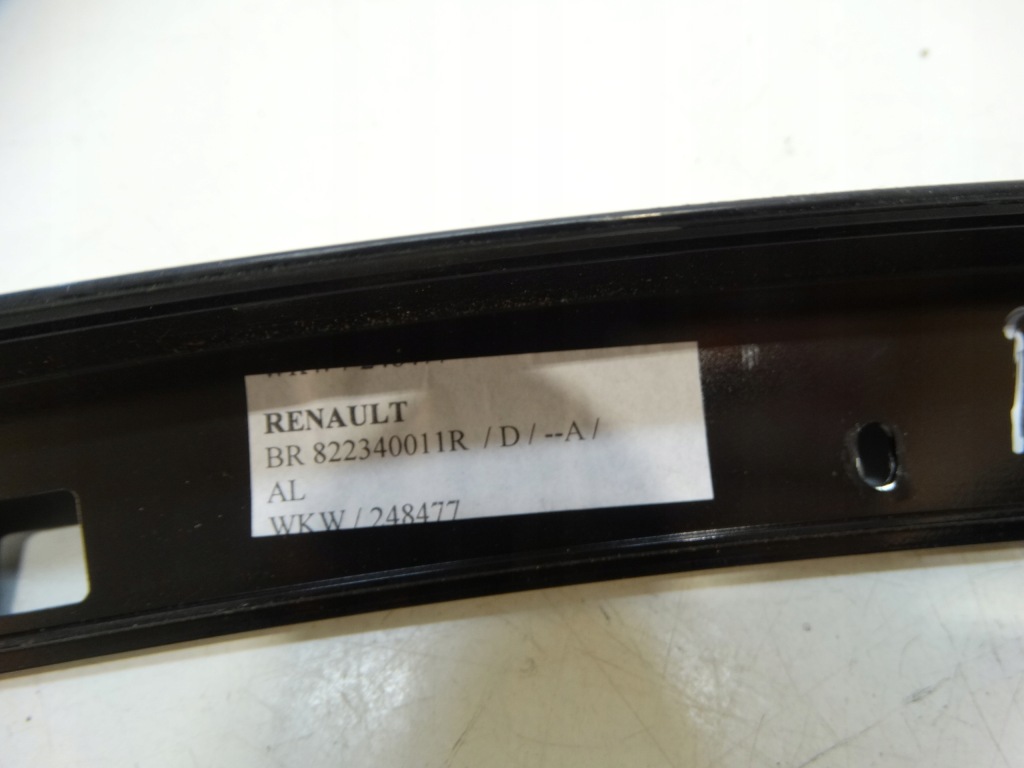 RENAULT
BR 822340011R / D / --A /
AL
WKW / 248477